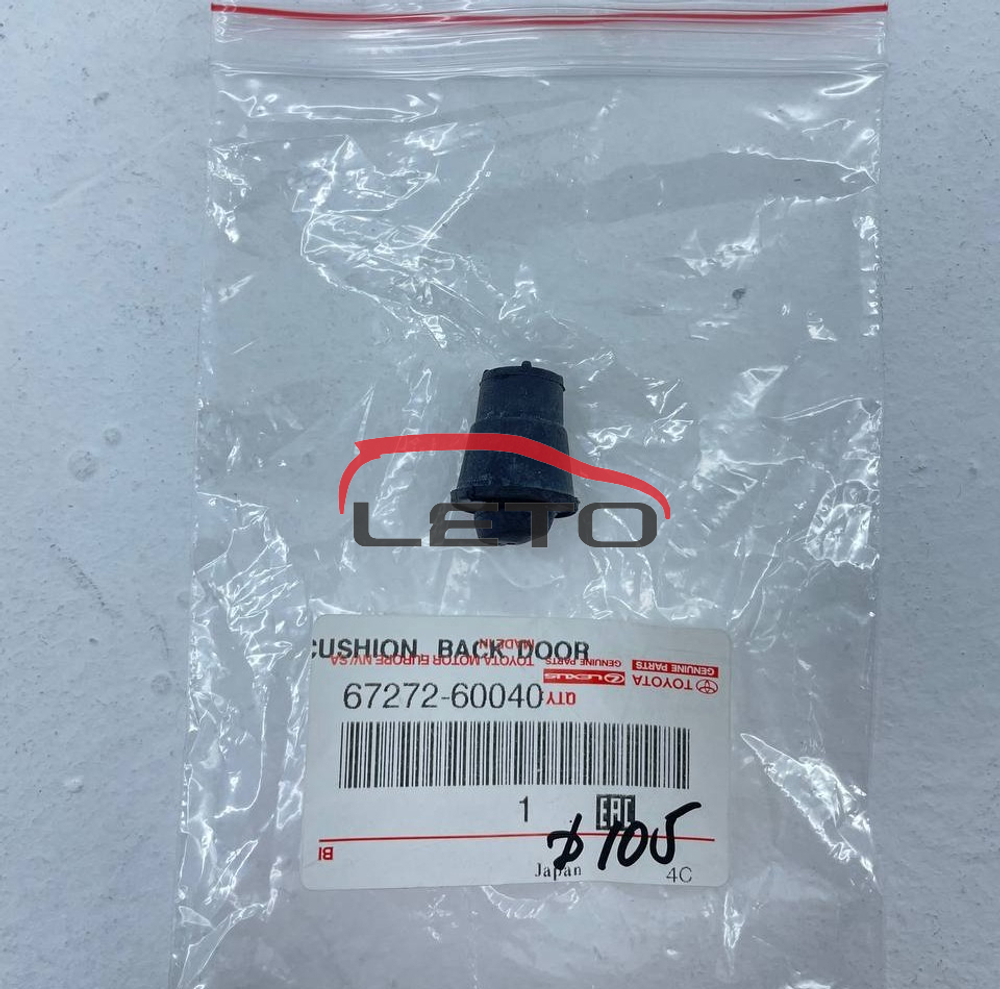 LETO
CUSHION, BACK DOOR
MADE IN
TOYOTA MOTOR EUROPE NV/SA
GENUINE PARTS
LEXUS
GENUINE PARTS
TOYOTA
67272-60040
QTY
1
EAC
105
BI
Japan
4C